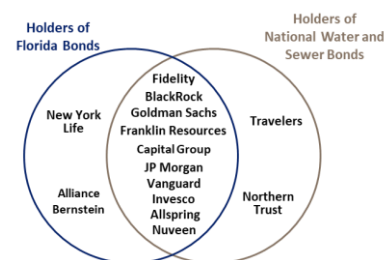 Holders of
Florida Bonds
Holders of
National Water and
Sewer Bonds
New York
Life
Alliance
Bernstein
Fidelity
BlackRock
Goldman Sachs
Franklin Resources
Capital Group
JP Morgan
Vanguard
Invesco
Allspring
Nuveen
Travelers
Northern
Trust